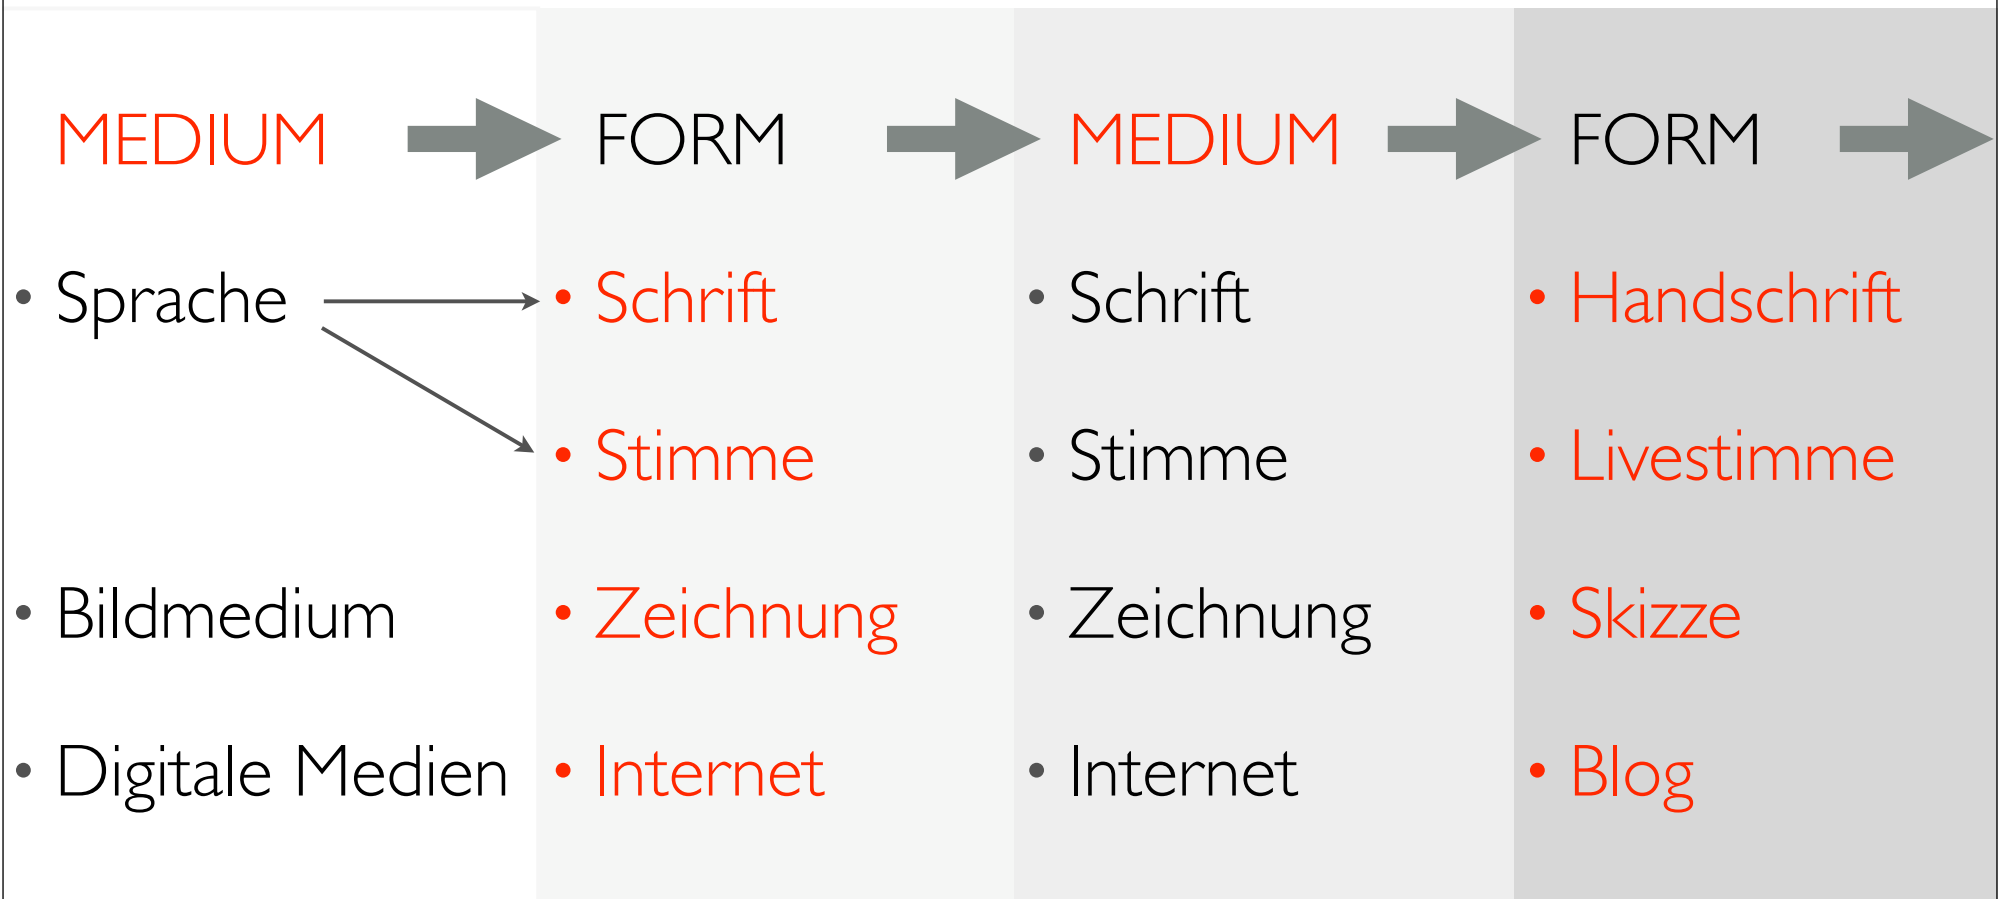 MEDIUM FORM MEDIUM FORM
• Sprache • Schrift • Schrift • Handschrift
• Stimme • Stimme • Livestimme
• Bildmedium • Zeichnung • Zeichnung • Skizze
• Digitale Medien • Internet • Internet • Blog